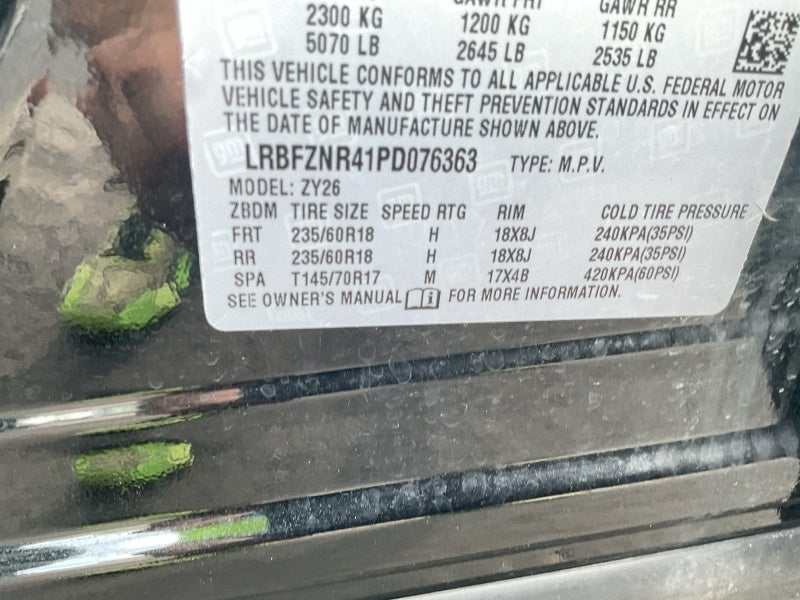 GAWR FRT GAWR RR
2300 KG 1200 KG 1150 KG
5070 LB 2645 LB 2535 LB
THIS VEHICLE CONFORMS TO ALL APPLICABLE U.S. FEDERAL MOTOR
VEHICLE SAFETY AND THEFT PREVENTION STANDARDS IN EFFECT ON
THE DATE OF MANUFACTURE SHOWN ABOVE.
LRBFZNR41PD076363 TYPE: M.P.V.
MODEL: ZY26
ZBDM TIRE SIZE SPEED RTG RIM COLD TIRE PRESSURE
FRT 235/60R18 H 18X8J 240KPA(35PSI)
RR 235/60R18 H 18X8J 240KPA(35PSI)
SPA T145/70R17 M 17X4B 420KPA(60PSI)
SEE OWNER'S MANUAL FOR MORE INFORMATION.